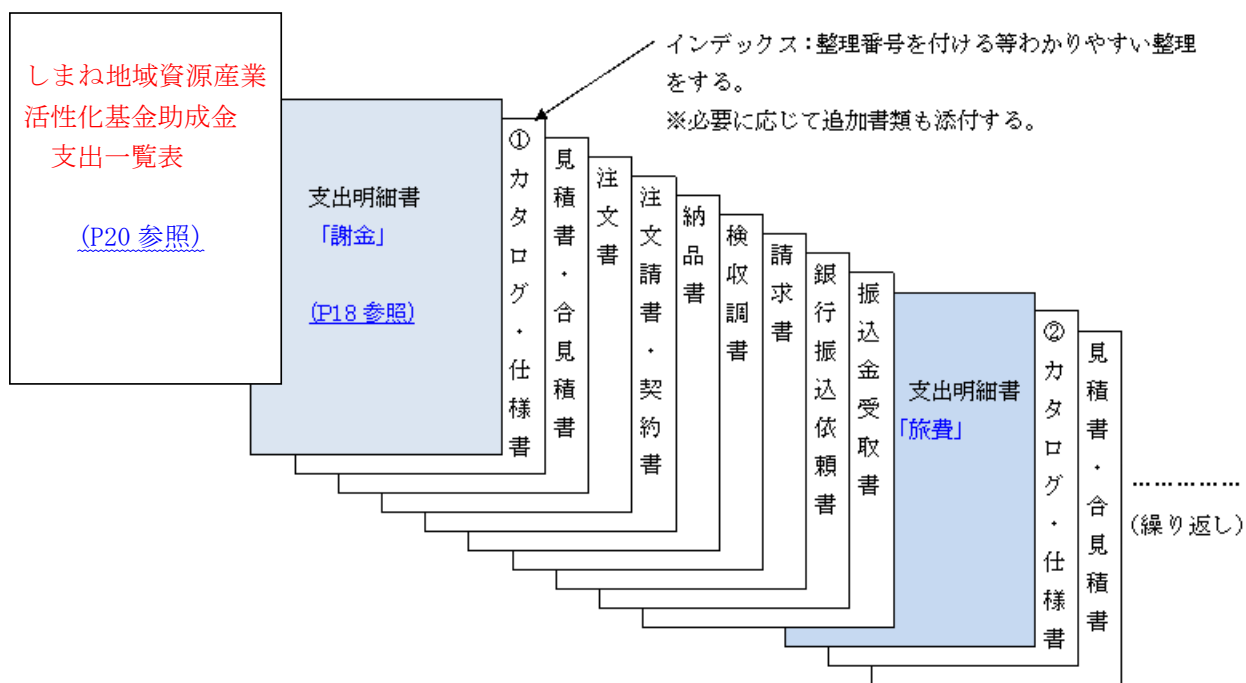 しまね地域資源産業
活性化基金助成金
支出一覧表
(P20 参照)
インデックス：整理番号を付ける等わかりやすい整理
をする。
※必要に応じて追加書類も添付する。
支出明細書
「謝金」
(P18 参照)
①カタログ・仕様書
見積書・合見積書
注文書
注文請書・契約書
納品書
検収調書
請求書
銀行振込依頼書
振込金受取書
支出明細書
「旅費」
②カタログ・仕様書
見積書・合見積書
……………
(繰り返し)